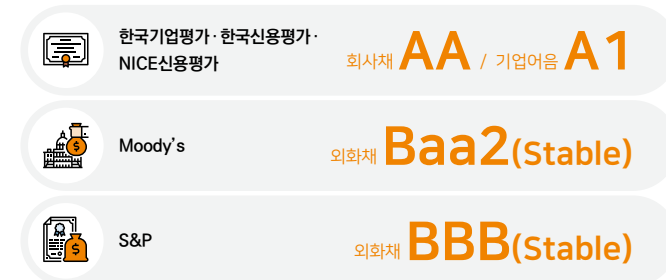 한국기업평가 · 한국신용평가 ·
NICE신용평가
회사채 AA / 기업어음 A1
Moody's
외화채 Baa2(Stable)
S&P
외화채 BBB(Stable)